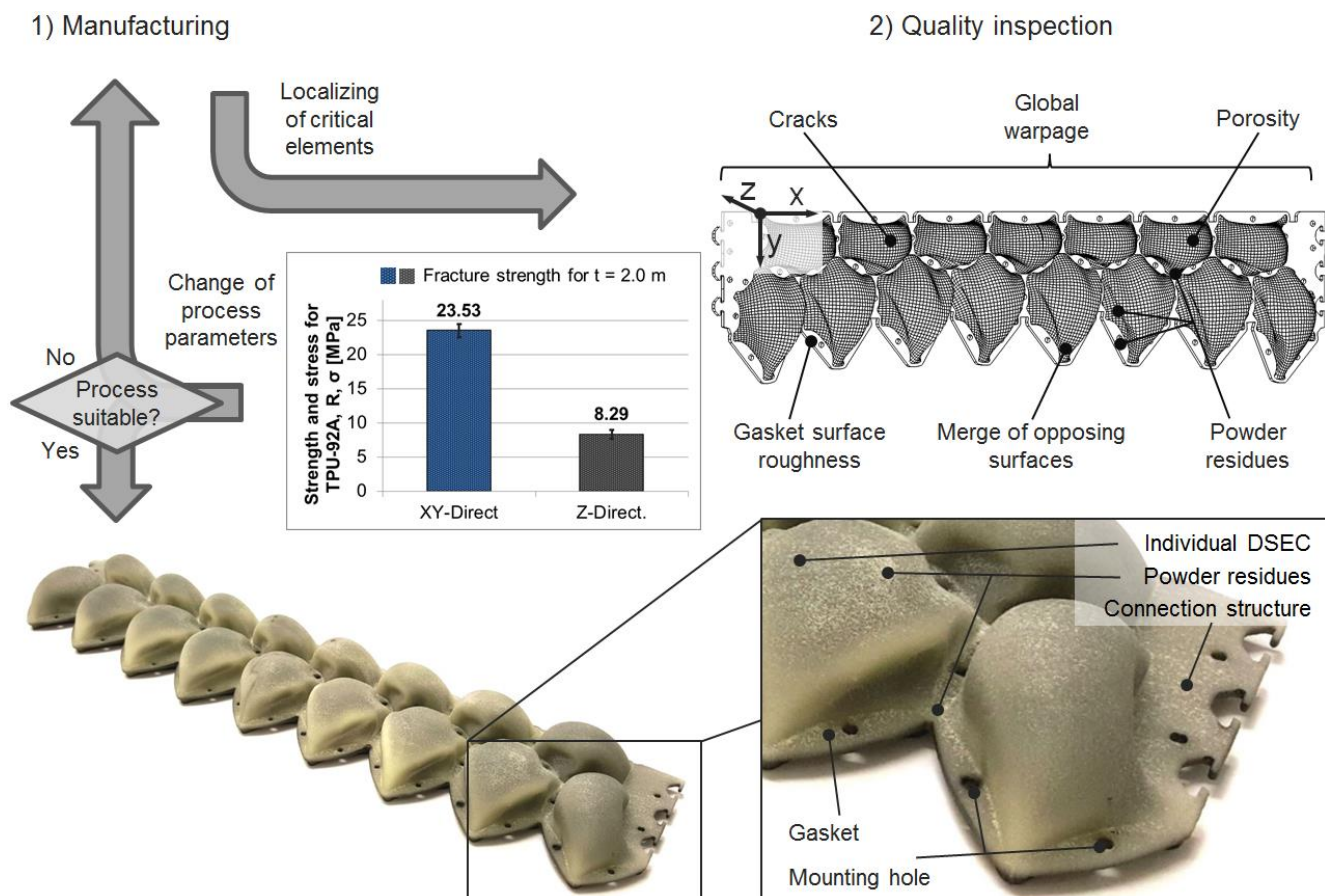 1) Manufacturing
2) Quality inspection
Localizing
of critical
elements
Change of
process
parameters
No
Process
suitable?
Yes
Fracture strength for t = 2.0 m
Strength and stress for
TPU-92A, R, σ [MPa]
25
20
15
10
5
0
23.53
8.29
XY-Direct
Z-Direct.
Cracks
Global
warpage
Porosity
z
x
y
Gasket surface
roughness
Merge of opposing
surfaces
Powder
residues
Individual DSEC
Powder residues
Connection structure
Gasket
Mounting hole